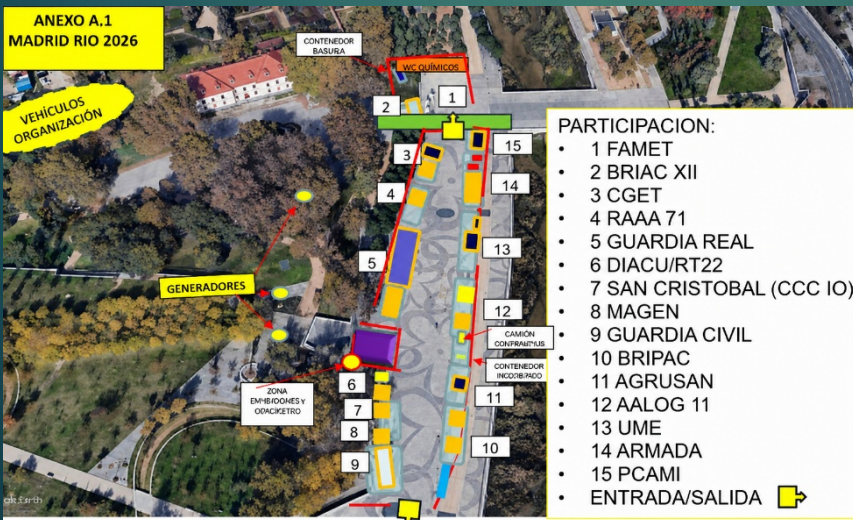 ANEXO A.1
MADRID RIO 2026
VEHÍCULOS
ORGANIZACIÓN
CONTENEDOR
BASURA
WC QUÍMICOS
1
2
3
4
5
GENERADORES
ZONA
6
7
8
9
15
14
13
12
CAMIÓN
CONTENEDOR
11
10
PARTICIPACION:
• 1 FAMET
• 2 BRIAC XII
• 3 CGET
• 4 RAAA 71
• 5 GUARDIA REAL
• 6 DIACU/RT22
• 7 SAN CRISTOBAL (CCC IO)
• 8 MAGEN
• 9 GUARDIA CIVIL
• 10 BRIPAC
• 11 AGRUSAN
• 12 AALOG 11
• 13 UME
• 14 ARMADA
• 15 PCAMI
• ENTRADA/SALIDA